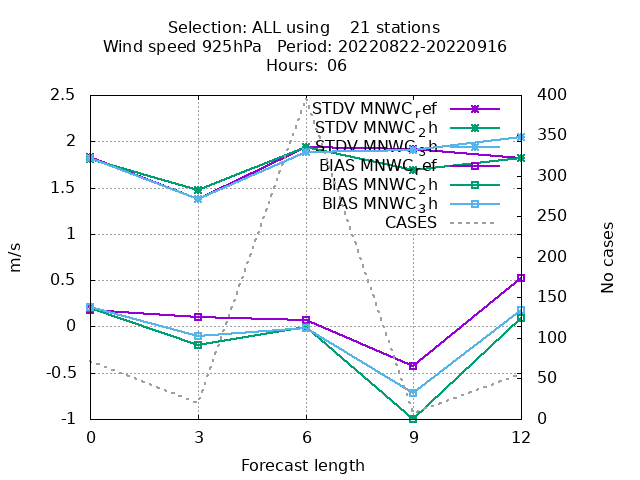 Selection: ALL using 21 stations
Wind speed 925hPa Period: 20220822-20220916
Hours: 06
2.5
2
1.5
1
0.5
0
-0.5
-1
m/s
400
350
300
250
200
150
100
50
0
No cases
STDV MNWC_ref
STDV MNWC_2h
STDV MNWC_3h
BIAS MNWC_ref
BIAS MNWC_2h
BIAS MNWC_3h
CASES
0 3 6 9 12
Forecast length